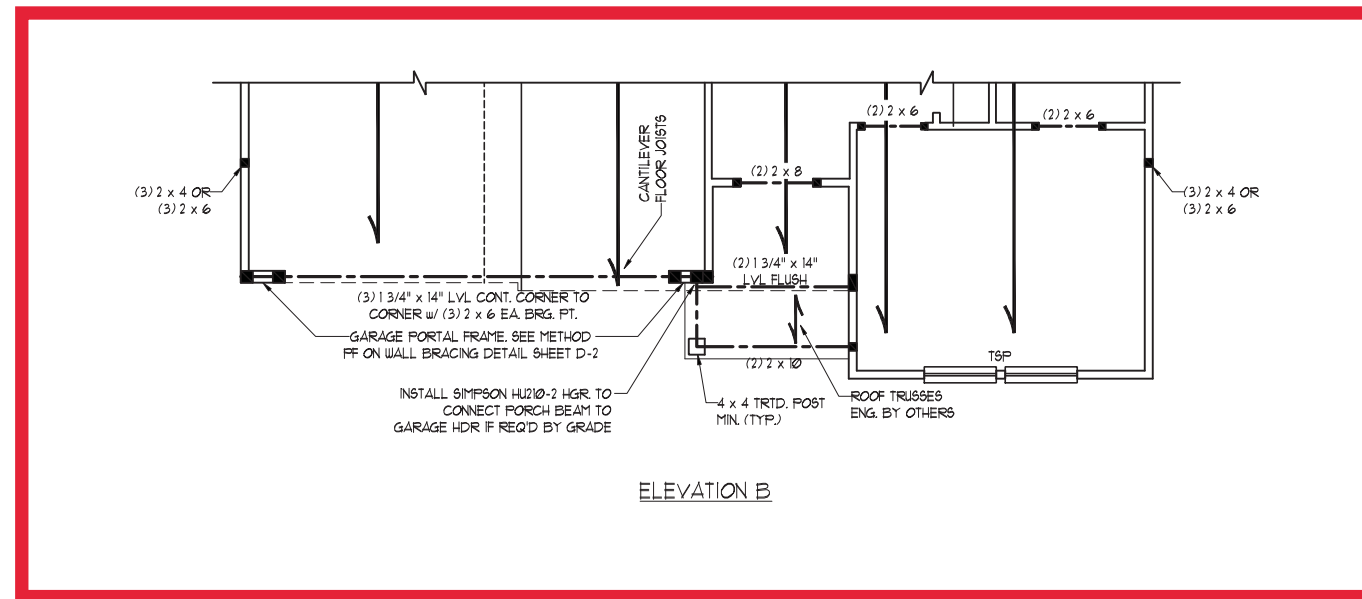 (2) 2 x 6
(2) 2 x 6
CANTILEVER
FLOOR JOISTS
(2) 2 x 8
(3) 2 x 4 OR
(3) 2 x 6
(3) 2 x 4 OR
(3) 2 x 6
(2) 1 3/4" x 14"
LVL FLUSH
(3) 1 3/4" x 14" LVL CONT. CORNER TO
CORNER w/ (3) 2 x 6 EA. BRG. PT.
GARAGE PORTAL FRAME. SEE METHOD
PF ON WALL BRACING DETAIL SHEET D-2
TSP
(2) 2 x 10
INSTALL SIMPSON HU210-2 HGR. TO
CONNECT PORCH BEAM TO
GARAGE HDR IF REQ'D BY GRADE
4 x 4 TRTD. POST
MIN. (TYP.)
ROOF TRUSSES
ENG. BY OTHERS
ELEVATION B